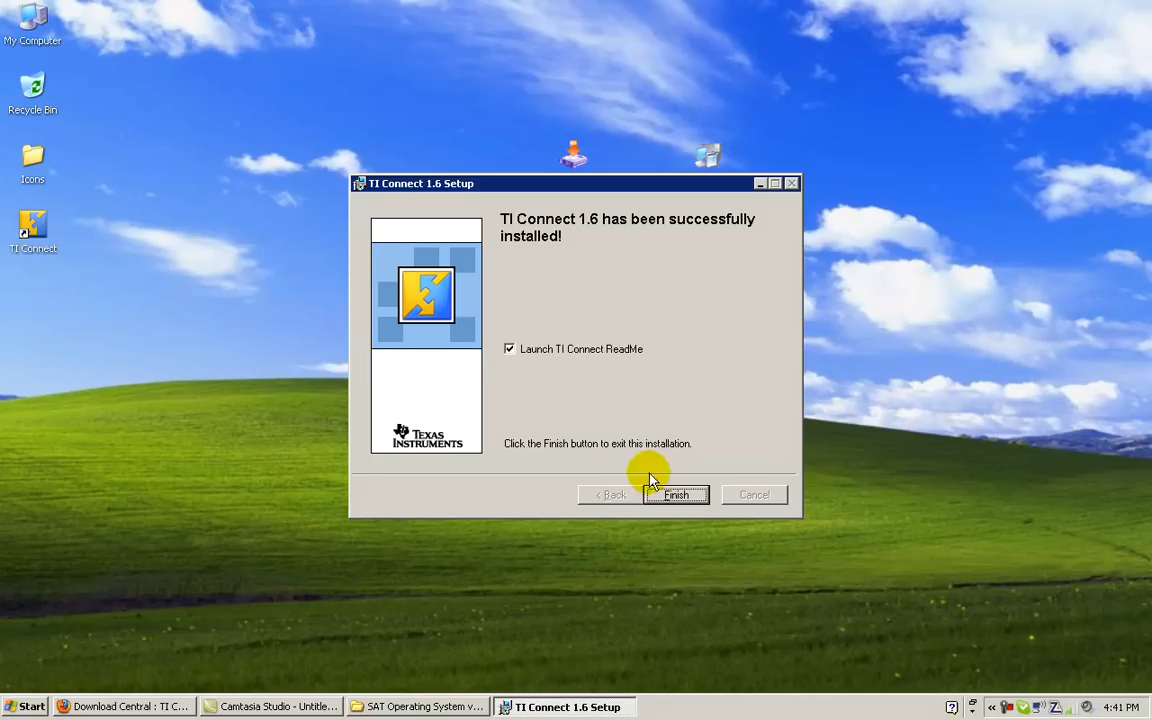 My Computer
Recycle Bin
Icons
TI Connect
TI Connect 1.6 Setup
TI Connect 1.6 has been successfully
installed!
Launch TI Connect ReadMe
TEXAS
INSTRUMENTS
Click the Finish button to exit this installation.
< Back
Finish
Cancel
Start
Download Central : TI C...
Camtasia Studio - Untitle...
SAT Operating System v...
TI Connect 1.6 Setup
4:41 PM